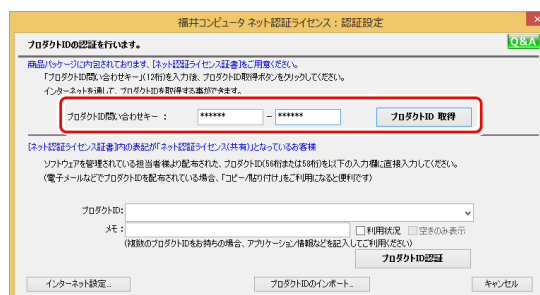 福井コンピュータ ネット認証ライセンス：認証設定
×
プロダクトIDの認証を行います。
Q&A
商品パッケージに内包されております、【ネット認証ライセンス証書】をご用意ください。
「プロダクトID問い合わせキー」(12桁)を入力後、プロダクトID取得ボタンをクリックしてください。
インターネットを通して、プロダクトIDを取得する事ができます。
プロダクトID問い合わせキー ： ****** － ****** プロダクトID 取得
【ネット認証ライセンス証書】内の表記が「ネット認証ライセンス(共有)」となっているお客様
ソフトウェアを管理されている担当者様より配布された、プロダクトID(56桁または58桁)を以下の入力欄に直接入力してください。
(電子メールなどでプロダクトIDを配布されている場合、「コピー/貼り付け」をご利用になると便利です)
プロダクトID：
メモ： 利用状況 空きのみ表示
(複数のプロダクトIDをお持ちの場合、アプリケーション情報などを記入してご利用ください)
プロダクトID認証
インターネット設定... プロダクトIDのインポート... キャンセル